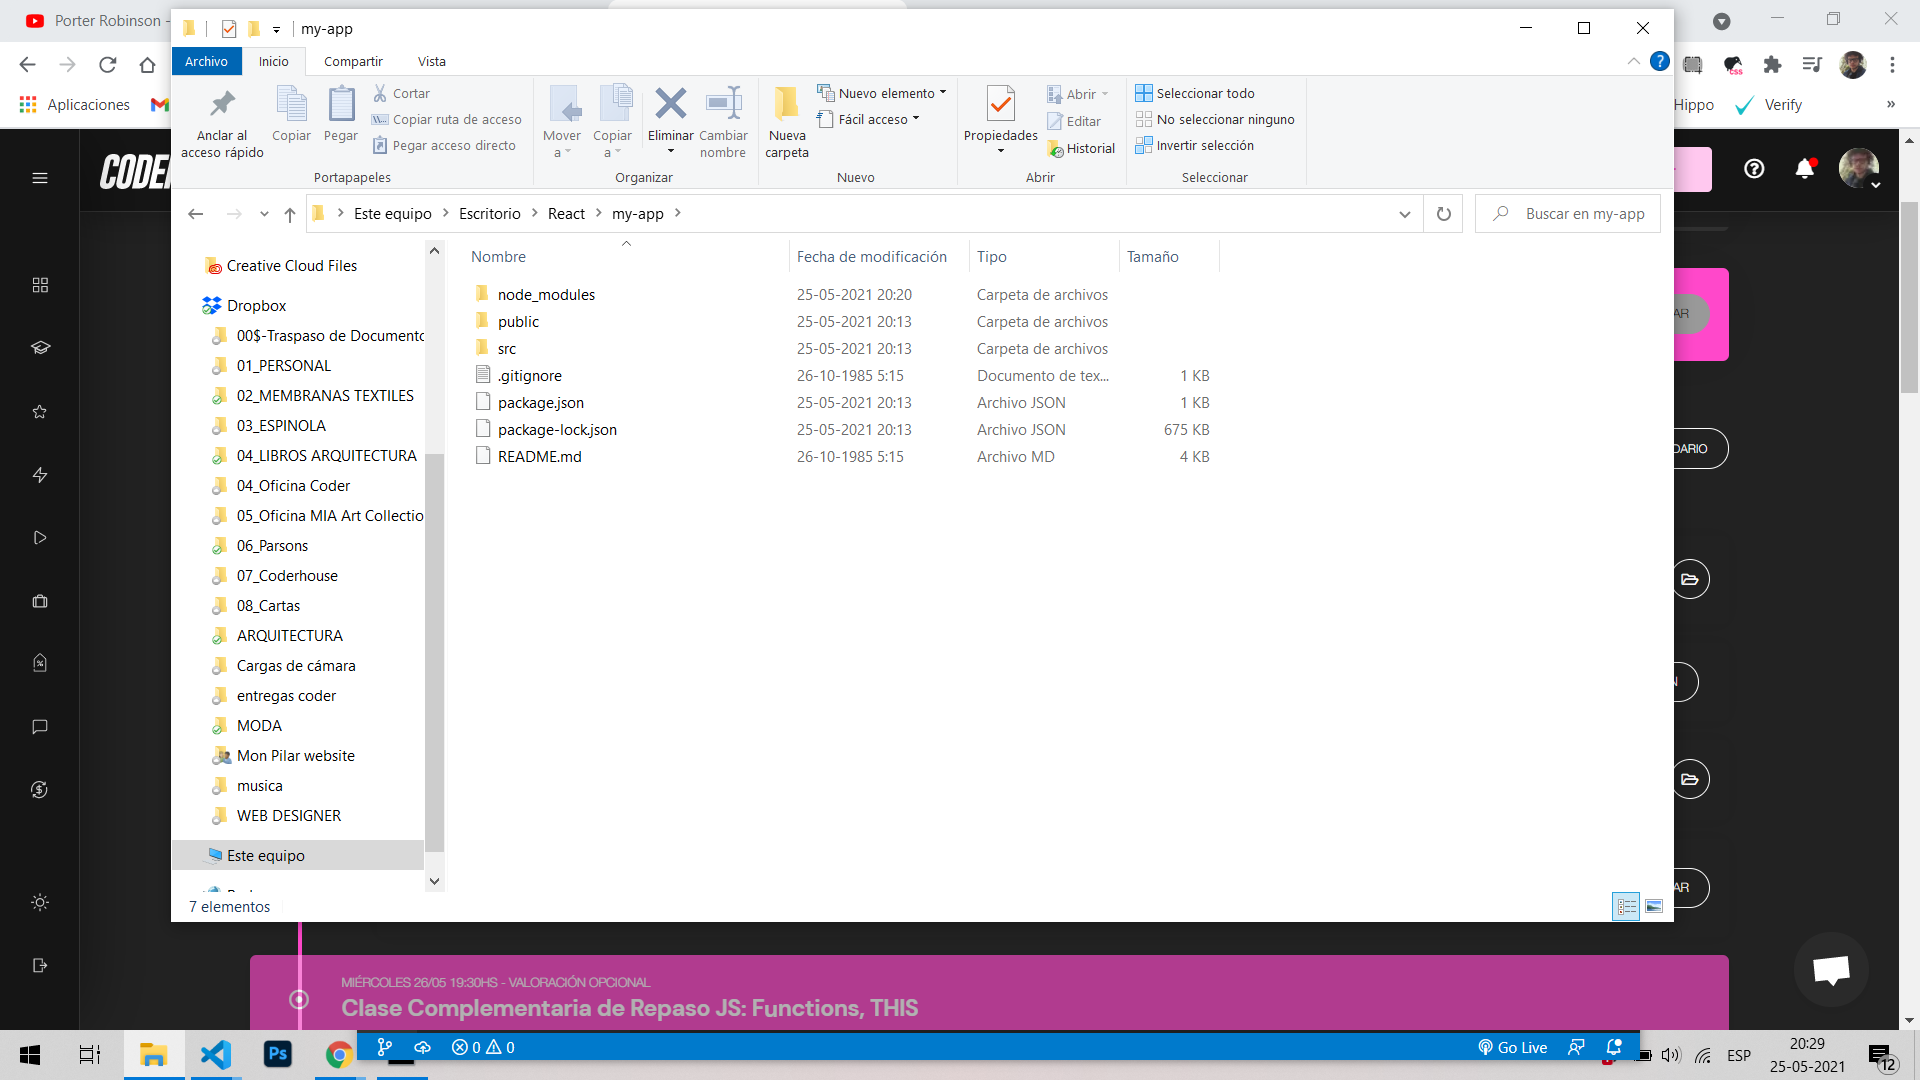 Porter Robinson -
my-app
Archivo
Inicio
Compartir
Vista
Aplicaciones
Hippo
Verify
»
Anclar al
acceso rápido
Copiar
Pegar
Cortar
Copiar ruta de acceso
Pegar acceso directo
Portapapeles
Mover
a
Copiar
a
Eliminar
Cambiar
nombre
Organizar
Nueva
carpeta
Nuevo elemento
Fácil acceso
Nuevo
Propiedades
Abrir
Editar
Historial
Abrir
Seleccionar todo
No seleccionar ninguno
Invertir selección
Seleccionar
CODER
Este equipo > Escritorio > React > my-app >
Buscar en my-app
Nombre
Fecha de modificación
Tipo
Tamaño
node_modules 25-05-2021 20:20 Carpeta de archivos
public 25-05-2021 20:13 Carpeta de archivos
src 25-05-2021 20:13 Carpeta de archivos
.gitignore 26-10-1985 5:15 Documento de tex... 1 KB
package.json 25-05-2021 20:13 Archivo JSON 1 KB
package-lock.json 25-05-2021 20:13 Archivo JSON 675 KB
README.md 26-10-1985 5:15 Archivo MD 4 KB
Creative Cloud Files
Dropbox
00$-Traspaso de Documento
01_PERSONAL
02_MEMBRANAS TEXTILES
03_ESPINOLA
04_LIBROS ARQUITECTURA
04_Oficina Coder
05_Oficina MIA Art Collectio
06_Parsons
07_Coderhouse
08_Cartas
ARQUITECTURA
Cargas de cámara
entregas coder
MODA
Mon Pilar website
musica
WEB DESIGNER
Este equipo
7 elementos
AR
DARIO
N
AR
MIÉRCOLES 26/05 19:30HS - VALORACIÓN OPCIONAL
Clase Complementaria de Repaso JS: Functions, THIS
Ps
0 0
Go Live
ESP
20:29
25-05-2021
12